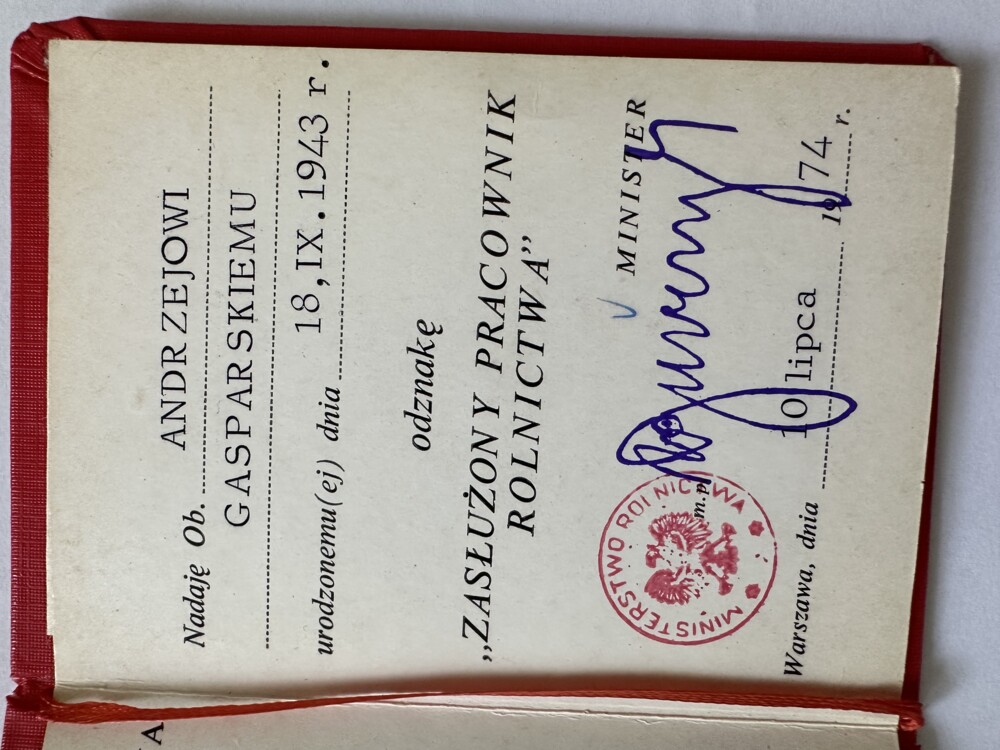 Nadaję Ob. ANDRZEJOWI
GASPARSKIEMU
urodzonemu(ej) dnia 18,IX.1943 r.
odznakę
„ZASŁUŻONY PRACOWNIK
ROLNICTWA”
MINISTER
m.p.
MINISTERSTWO ROLNICTWA
Warszawa, dnia 10 lipca 1974 r.